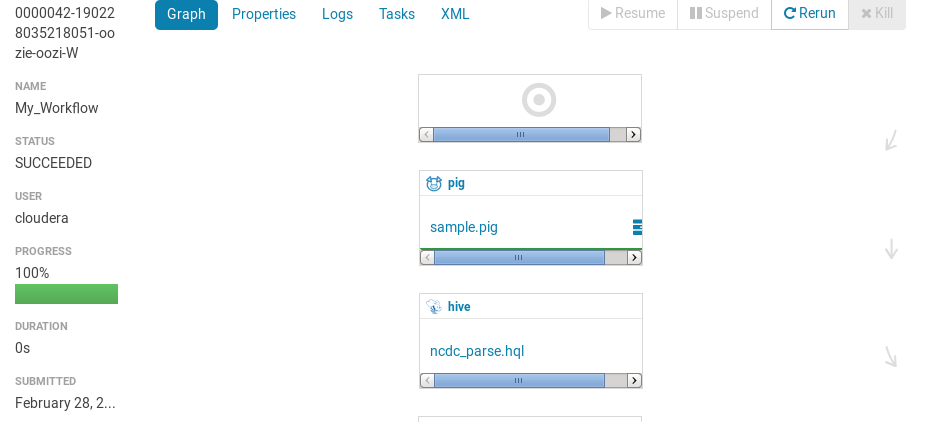 0000042-19022
8035218051-oo
zie-oozi-W
NAME
My_Workflow
STATUS
SUCCEEDED
USER
cloudera
PROGRESS
100%
DURATION
0s
SUBMITTED
February 28, 2...
Graph Properties Logs Tasks XML
Resume Suspend Rerun Kill
pig
sample.pig
hive
ncdc_parse.hql